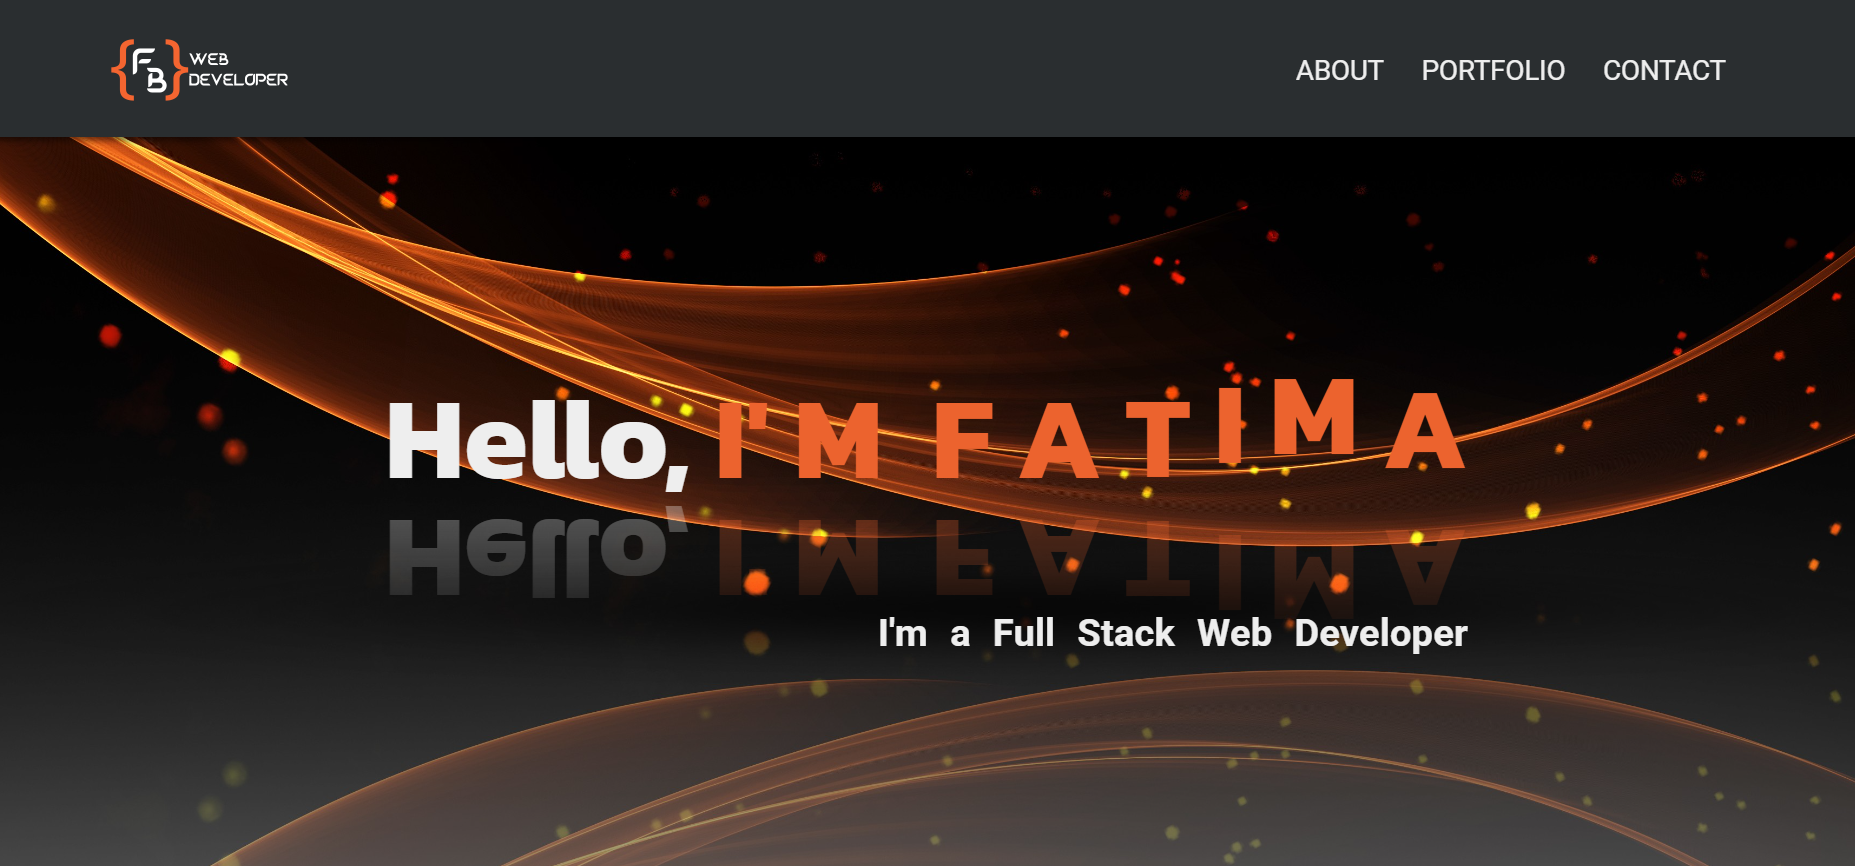 {FB} WEB
DEVELOPER
ABOUT PORTFOLIO CONTACT
Hello, I'M FATIMA
I'm a Full Stack Web Developer